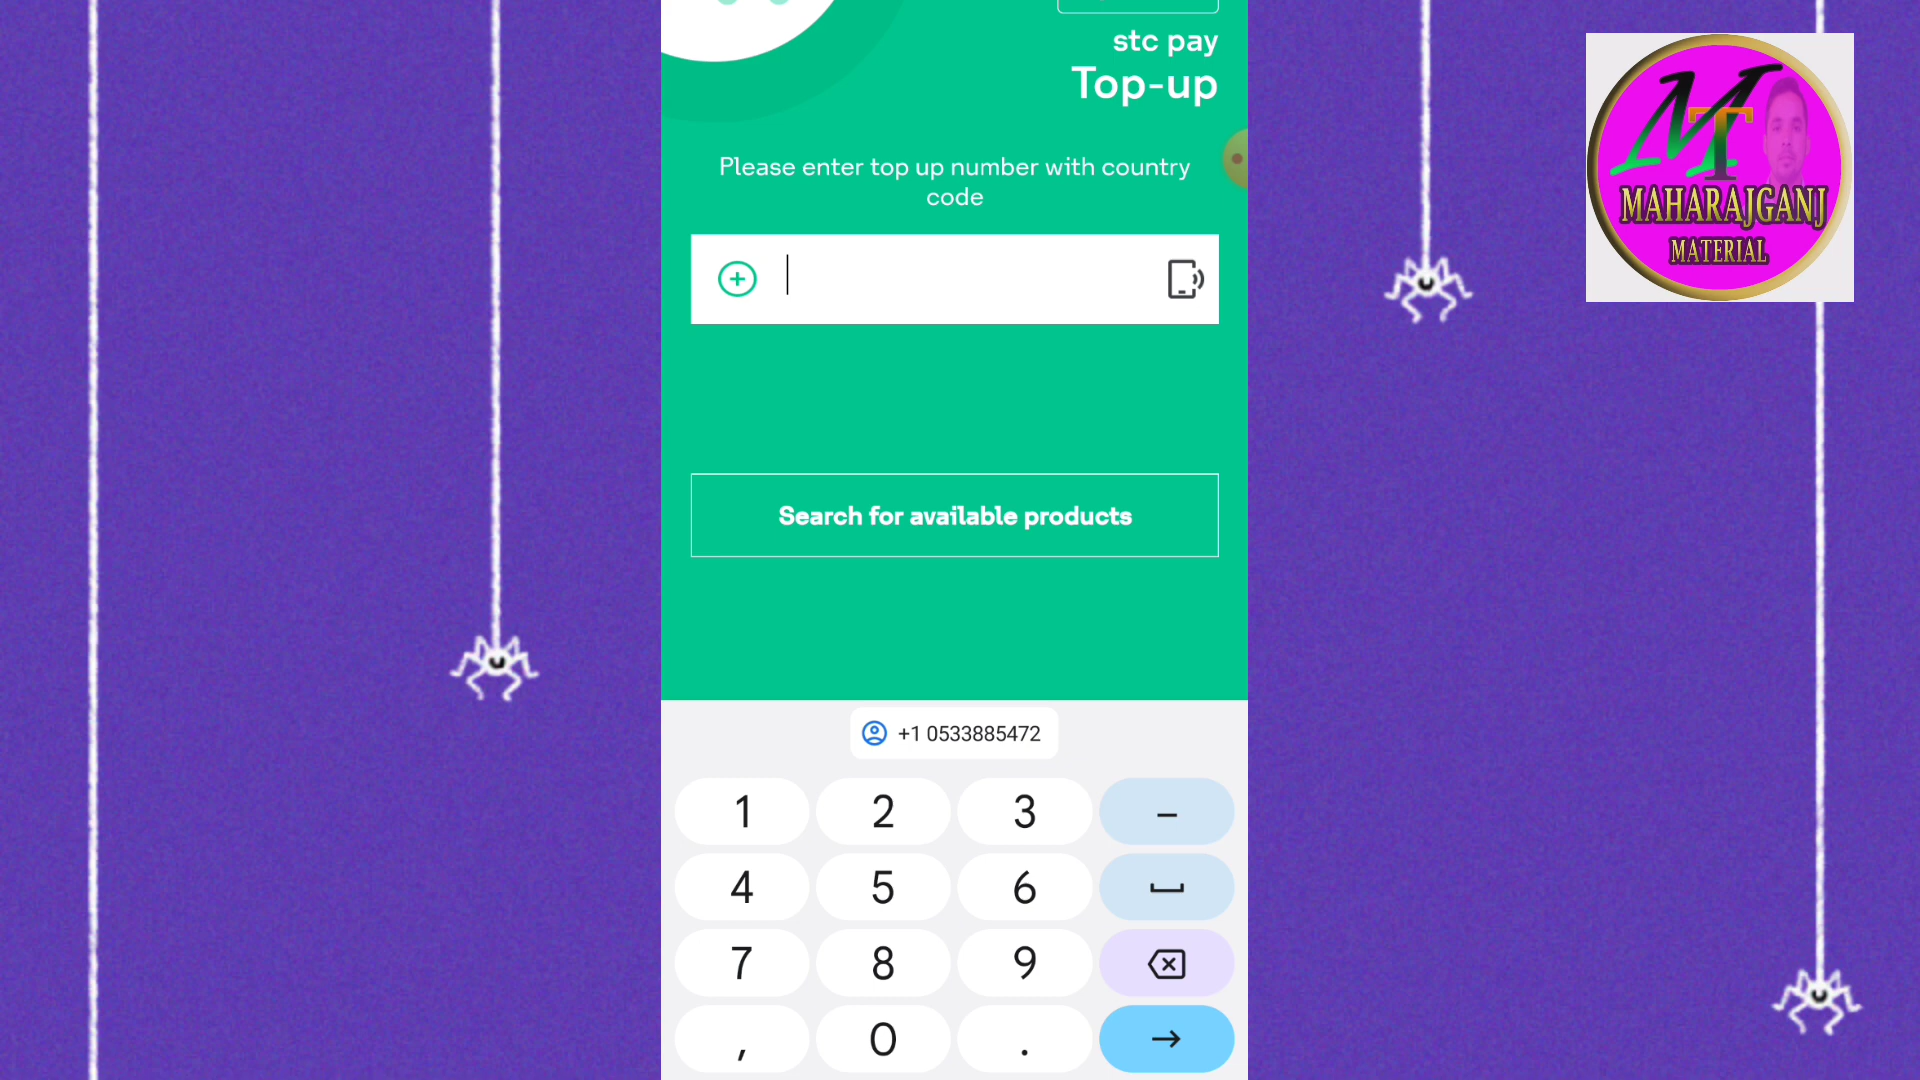 stc pay
Top-up
Please enter top up number with country
code
Search for available products
+1 0533885472
1 2 3 –
4 5 6
7 8 9
, 0 .
MT
MAHARAJGANJ
MATERIAL